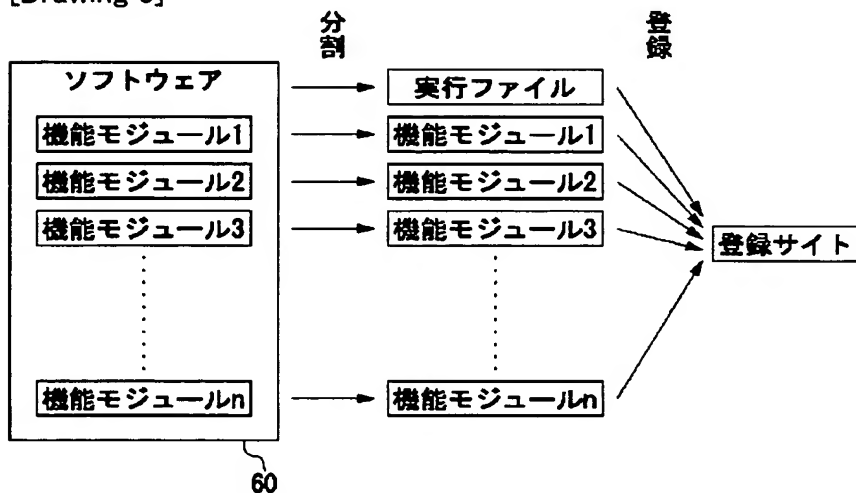 分割
登録
ソフトウェア
実行ファイル
機能モジュール1
機能モジュール1
機能モジュール2
機能モジュール2
機能モジュール3
機能モジュール3
登録サイト
機能モジュールn
機能モジュールn
60